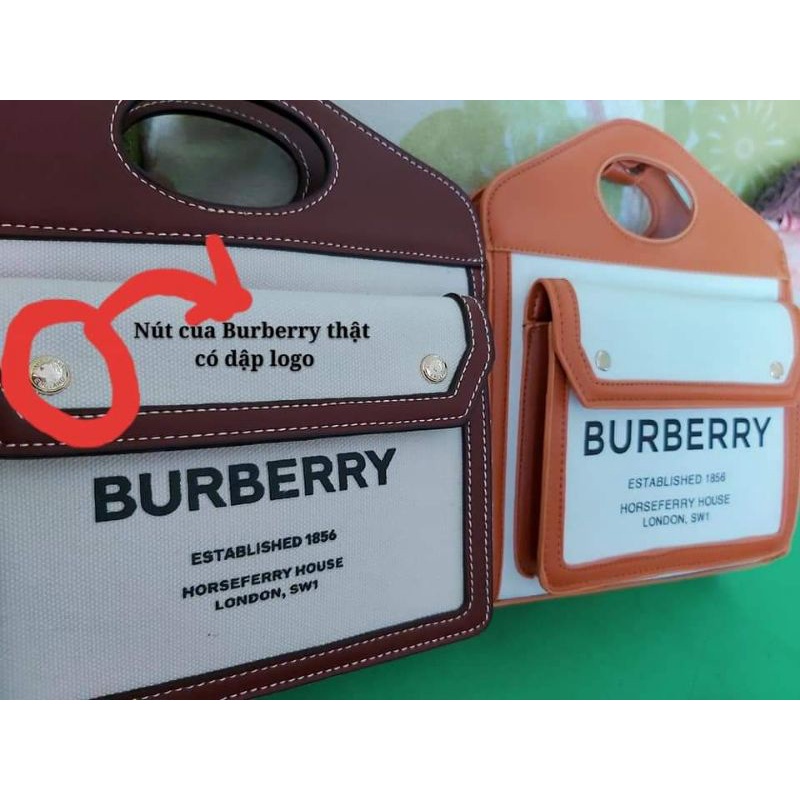 Nút cua Burberry thật
có dập logo
BURBERRY
ESTABLISHED 1856
HORSEFERRY HOUSE
LONDON, SW1
BURBERRY
ESTABLISHED 1856
HORSEFERRY HOUSE
LONDON, SW1